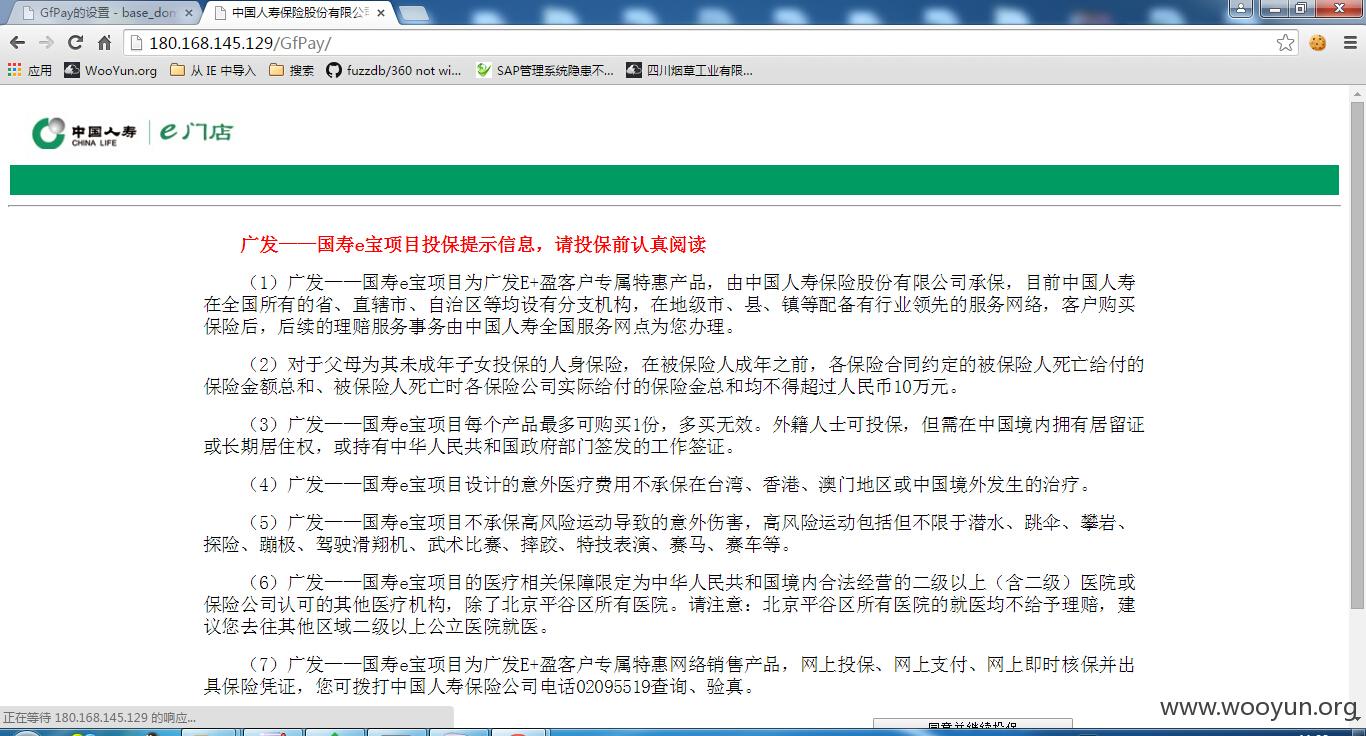 GfPay的设置 - base_dom
中国人寿保险股份有限公司
180.168.145.129/GfPay/
应用 WooYun.org 从 IE 中导入 搜索 fuzzdb/360 not wi... SAP管理系统隐患不... 四川烟草工业有限...
中国人寿 CHINA LIFE e门店
广发——国寿e宝项目投保提示信息，请投保前认真阅读
（1）广发——国寿e宝项目为广发E+盈客户专属特惠产品，由中国人寿保险股份有限公司承保，目前中国人寿
在全国所有的省、直辖市、自治区等均设有分支机构，在地级市、县、镇等配备有行业领先的服务网络，客户购买
保险后，后续的理赔服务事务由中国人寿全国服务网点为您办理。
（2）对于父母为其未成年子女投保的人身保险，在被保险人成年之前，各保险合同约定的被保险人死亡给付的
保险金额总和、被保险人死亡时各保险公司实际给付的保险金总和均不得超过人民币10万元。
（3）广发——国寿e宝项目每个产品最多可购买1份，多买无效。外籍人士可投保，但需在中国境内拥有居留证
或长期居住权，或持有中华人民共和国政府部门签发的工作签证。
（4）广发——国寿e宝项目设计的意外医疗费用不承保在台湾、香港、澳门地区或中国境外发生的治疗。
（5）广发——国寿e宝项目不承保高风险运动导致的意外伤害，高风险运动包括但不限于潜水、跳伞、攀岩、
探险、蹦极、驾驶滑翔机、武术比赛、摔跤、特技表演、赛马、赛车等。
（6）广发——国寿e宝项目的医疗相关保障限定为中华人民共和国境内合法经营的二级以上（含二级）医院或
保险公司认可的其他医疗机构，除了北京平谷区所有医院。请注意：北京平谷区所有医院的就医均不给予理赔，建
议您去往其他区域二级以上公立医院就医。
（7）广发——国寿e宝项目为广发E+盈客户专属特惠网络销售产品，网上投保、网上支付、网上即时核保并出
具保险凭证，您可拨打中国人寿保险公司电话02095519查询、验真。
同意并继续投保
正在等待 180.168.145.129 的响应...
www.wooyun.org